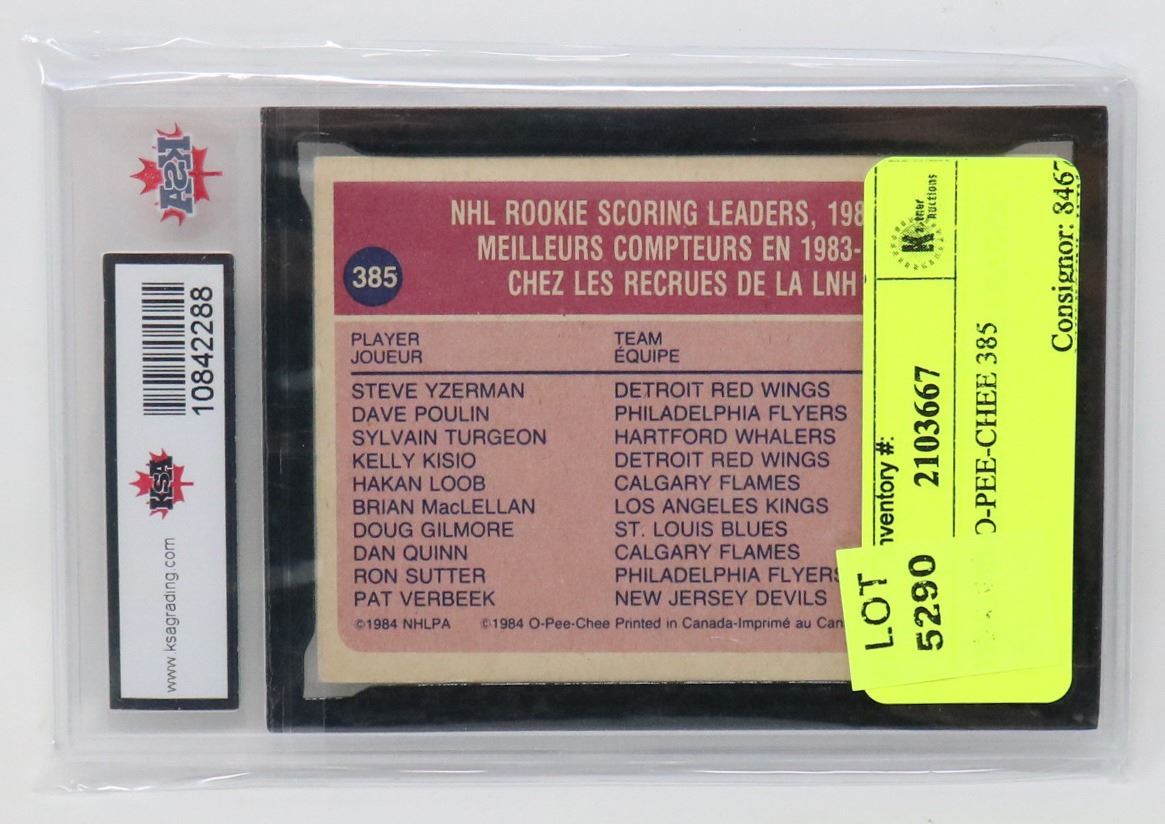 KSA
10842288
KSA
www.ksagrading.com
NHL ROOKIE SCORING LEADERS, 198
MEILLEURS COMPTEURS EN 1983-
CHEZ LES RECRUES DE LA LNH
385
PLAYER TEAM
JOUEUR ÉQUIPE
STEVE YZERMAN DETROIT RED WINGS
DAVE POULIN PHILADELPHIA FLYERS
SYLVAIN TURGEON HARTFORD WHALERS
KELLY KISIO DETROIT RED WINGS
HAKAN LOOB CALGARY FLAMES
BRIAN MacLELLAN LOS ANGELES KINGS
DOUG GILMORE ST. LOUIS BLUES
DAN QUINN CALGARY FLAMES
RON SUTTER PHILADELPHIA FLYERS
PAT VERBEEK NEW JERSEY DEVILS
©1984 NHLPA ©1984 O-Pee-Chee Printed in Canada-Imprimé au Can
Auctions
nventory #:
2103667
O-PEE-CHEE 385
Consignor: 8467
LOT
5290